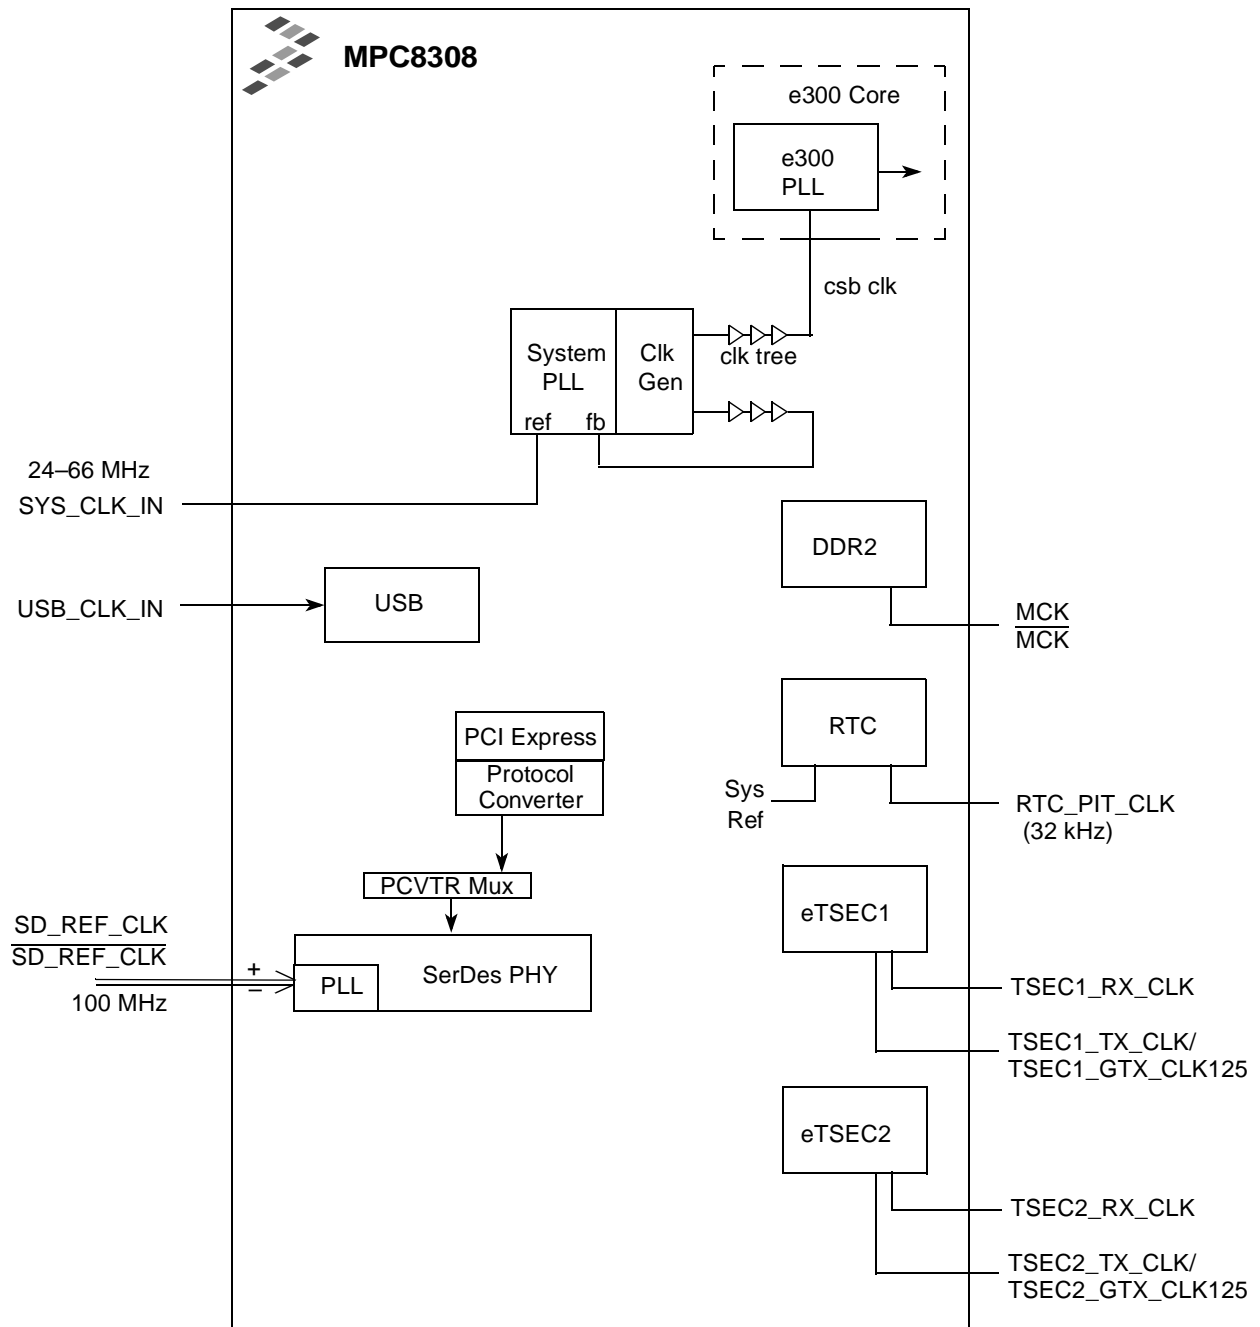 MPC8308
e300 Core
e300
PLL
csb clk
System
PLL
Clk
Gen
clk tree
ref
fb
24–66 MHz
SYS_CLK_IN
DDR2
USB_CLK_IN
USB
MCK
MCK
PCI Express
Protocol
Converter
RTC
Sys
Ref
RTC_PIT_CLK
(32 kHz)
PCVTR Mux
eTSEC1
SD_REF_CLK
SD_REF_CLK
+
–
100 MHz
PLL
SerDes PHY
TSEC1_RX_CLK
TSEC1_TX_CLK/
TSEC1_GTX_CLK125
eTSEC2
TSEC2_RX_CLK
TSEC2_TX_CLK/
TSEC2_GTX_CLK125